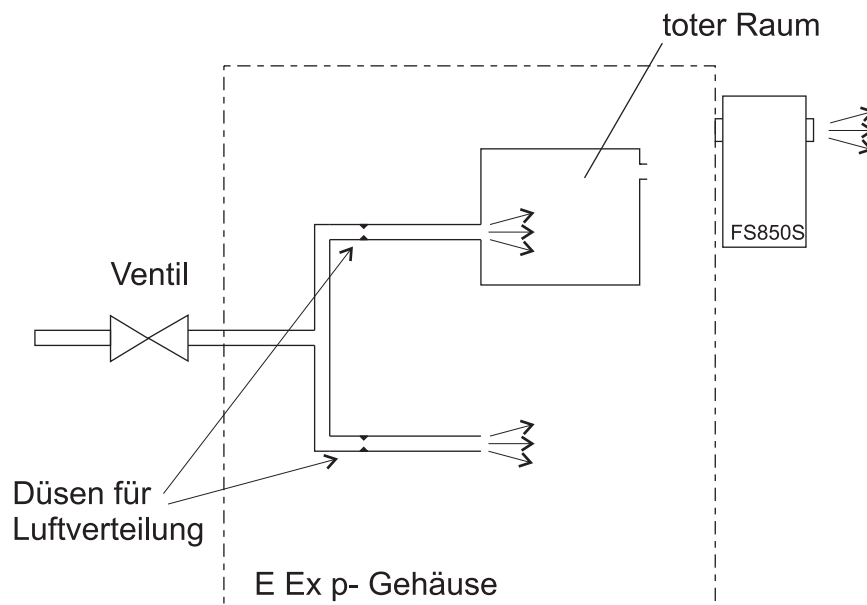 toter Raum
FS850S
Ventil
Düsen für
Luftverteilung
E Ex p- Gehäuse